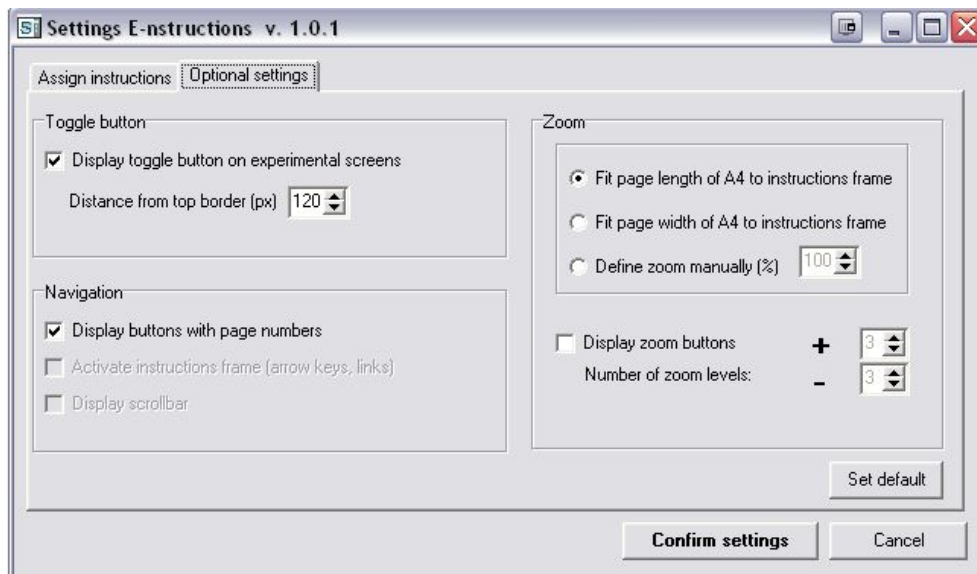 Settings E-nstructions v. 1.0.1
Assign instructions Optional settings
Toggle button
Display toggle button on experimental screens
Distance from top border (px) 120
Navigation
Display buttons with page numbers
Activate instructions frame (arrow keys, links)
Display scrollbar
Zoom
Fit page length of A4 to instructions frame
Fit page width of A4 to instructions frame
Define zoom manually (%) 100
Display zoom buttons + 3
Number of zoom levels: - 3
Set default
Confirm settings Cancel